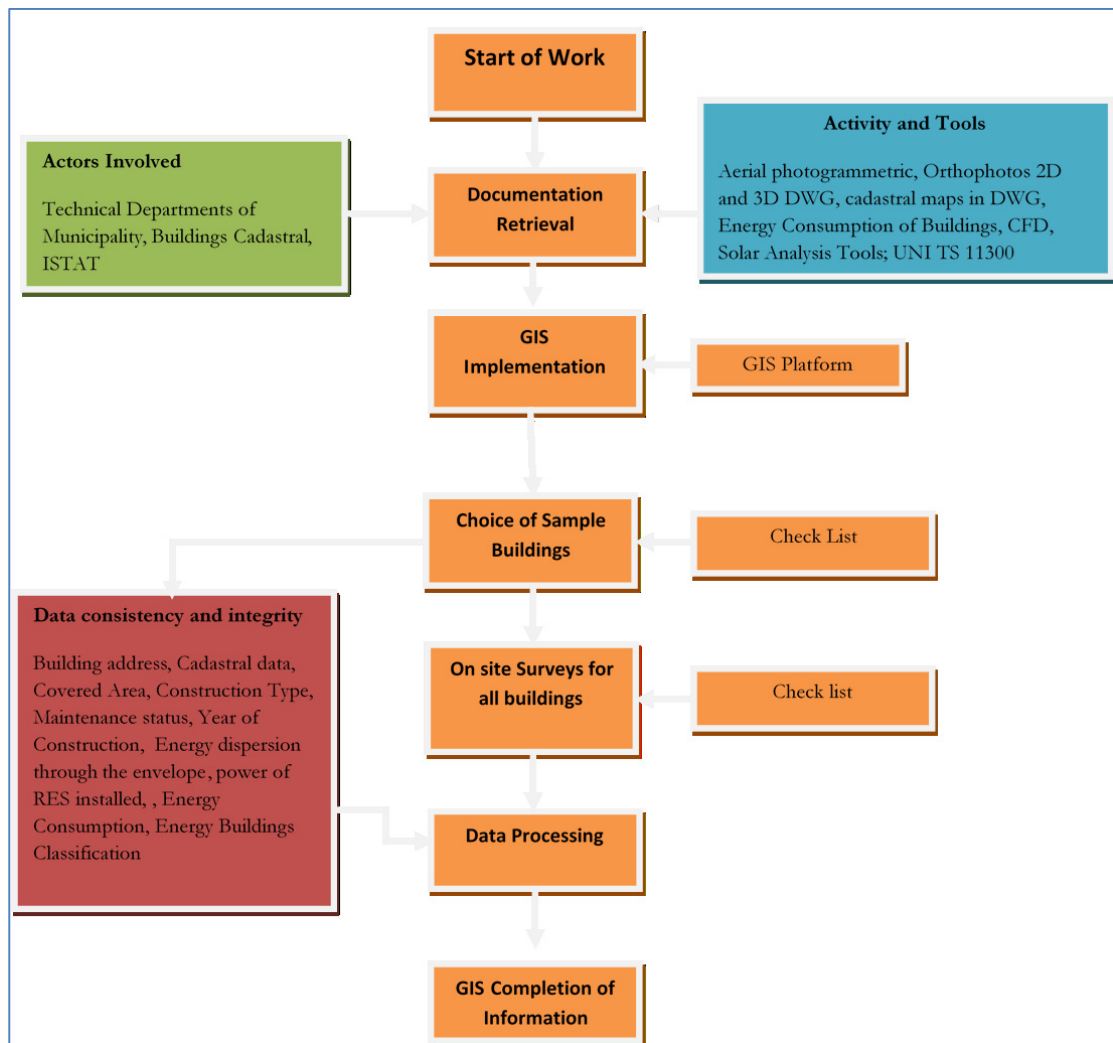 Start of Work
Actors Involved
Technical Departments of
Municipality, Buildings Cadastral,
ISTAT
Documentation
Retrieval
Activity and Tools
Aerial photogrammetric, Orthophotos 2D
and 3D DWG, cadastral maps in DWG,
Energy Consumption of Buildings, CFD,
Solar Analysis Tools; UNI TS 11300
GIS
Implementation
GIS Platform
Choice of Sample
Buildings
Check List
Data consistency and integrity
Building address, Cadastral data,
Covered Area, Construction Type,
Maintenance status, Year of
Construction, Energy dispersion
through the envelope, power of
RES installed, , Energy
Consumption, Energy Buildings
Classification
On site Surveys for
all buildings
Check list
Data Processing
GIS Completion of
Information